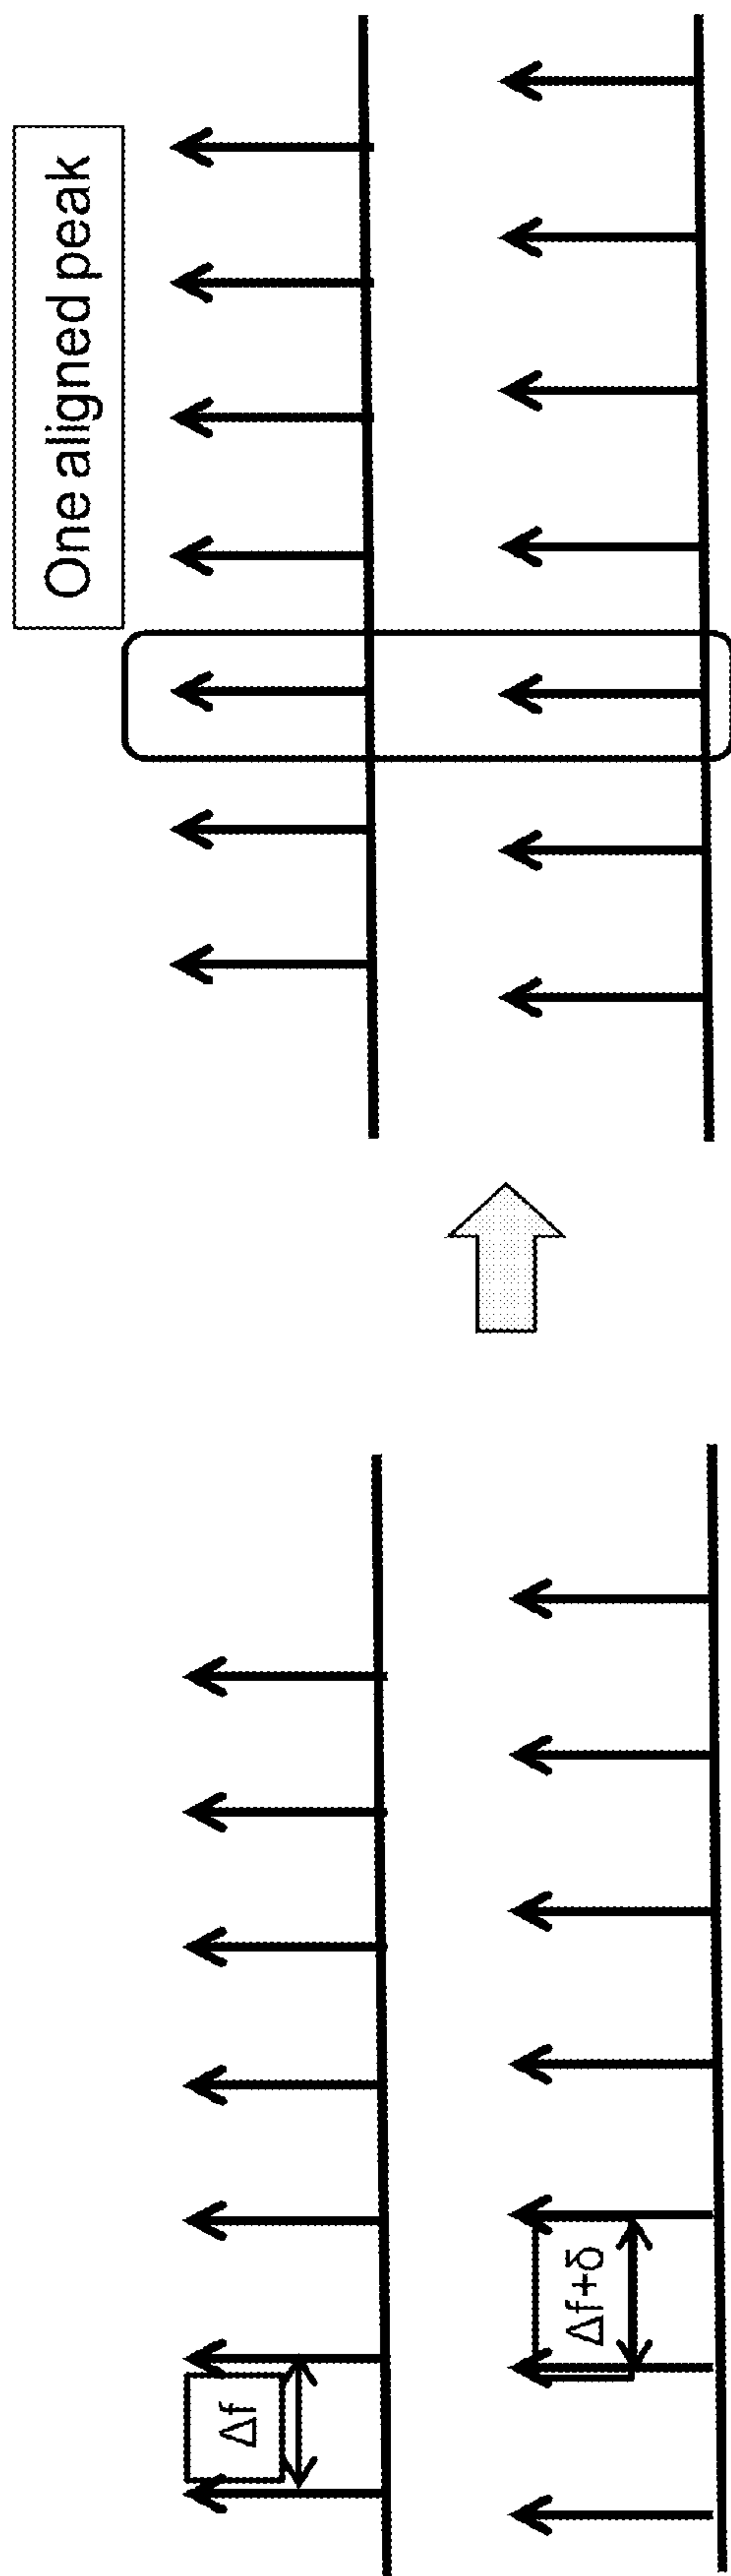 Δf
Δf+δ
One aligned peak